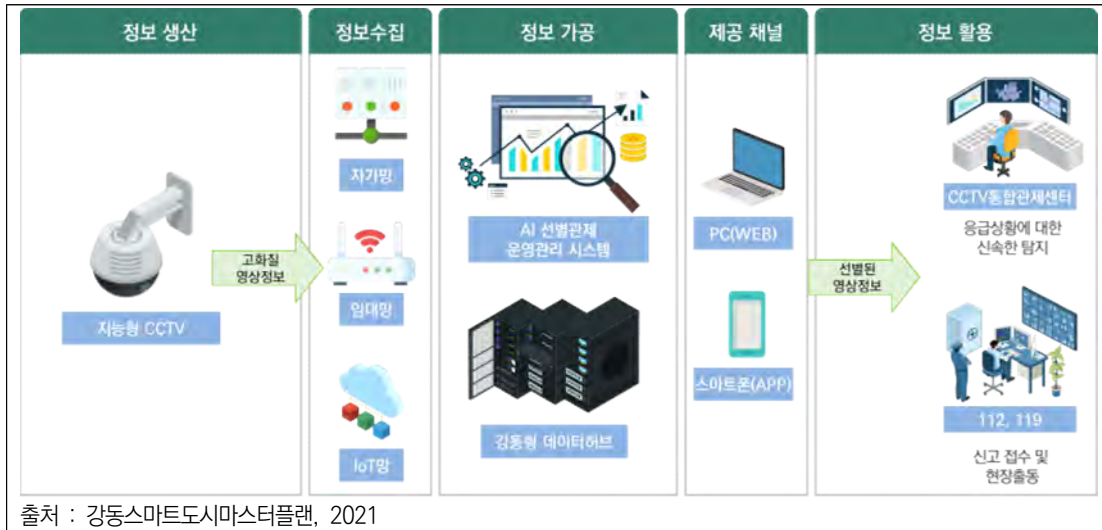 정보 생산
정보수집
정보 가공
제공 채널
정보 활용
지능형 CCTV
고화질
영상정보
자가망
임대망
IoT망
AI 선별관제
운영관리 시스템
강동형 데이터허브
PC(WEB)
스마트폰(APP)
선별된
영상정보
CCTV통합관제센터
응급상황에 대한
신속한 탐지
112, 119
신고 접수 및
현장출동
출처 : 강동스마트도시마스터플랜, 2021